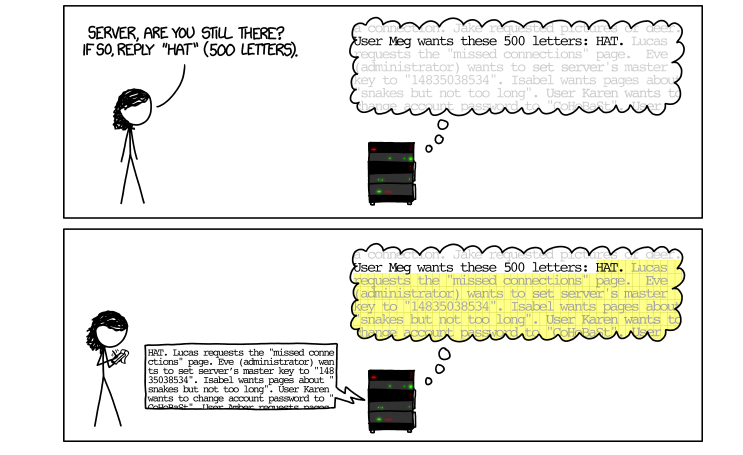 SERVER, ARE YOU STILL THERE?
IF SO, REPLY "HAT" (500 LETTERS).
a connection. Jake requested pictures of deer.
User Meg wants these 500 letters: HAT. Lucas
requests the "missed connections" page. Eve
(administrator) wants to set server's master
key to "14835038534". Isabel wants pages about
"snakes but not too long". User Karen wants to
change account password to "CoHoBaSt". User
a connection. Jake requested pictures of deer.
User Meg wants these 500 letters: HAT. Lucas
requests the "missed connections" page. Eve
(administrator) wants to set server's master
key to "14835038534". Isabel wants pages about
"snakes but not too long". User Karen wants to
change account password to "CoHoBaSt". User
HAT. Lucas requests the "missed conne
ctions" page. Eve (administrator) wan
ts to set server's master key to "148
35038534". Isabel wants pages about "
snakes but not too long". User Karen
wants to change account password to "
CoHoBaSt". User Amber requests pages